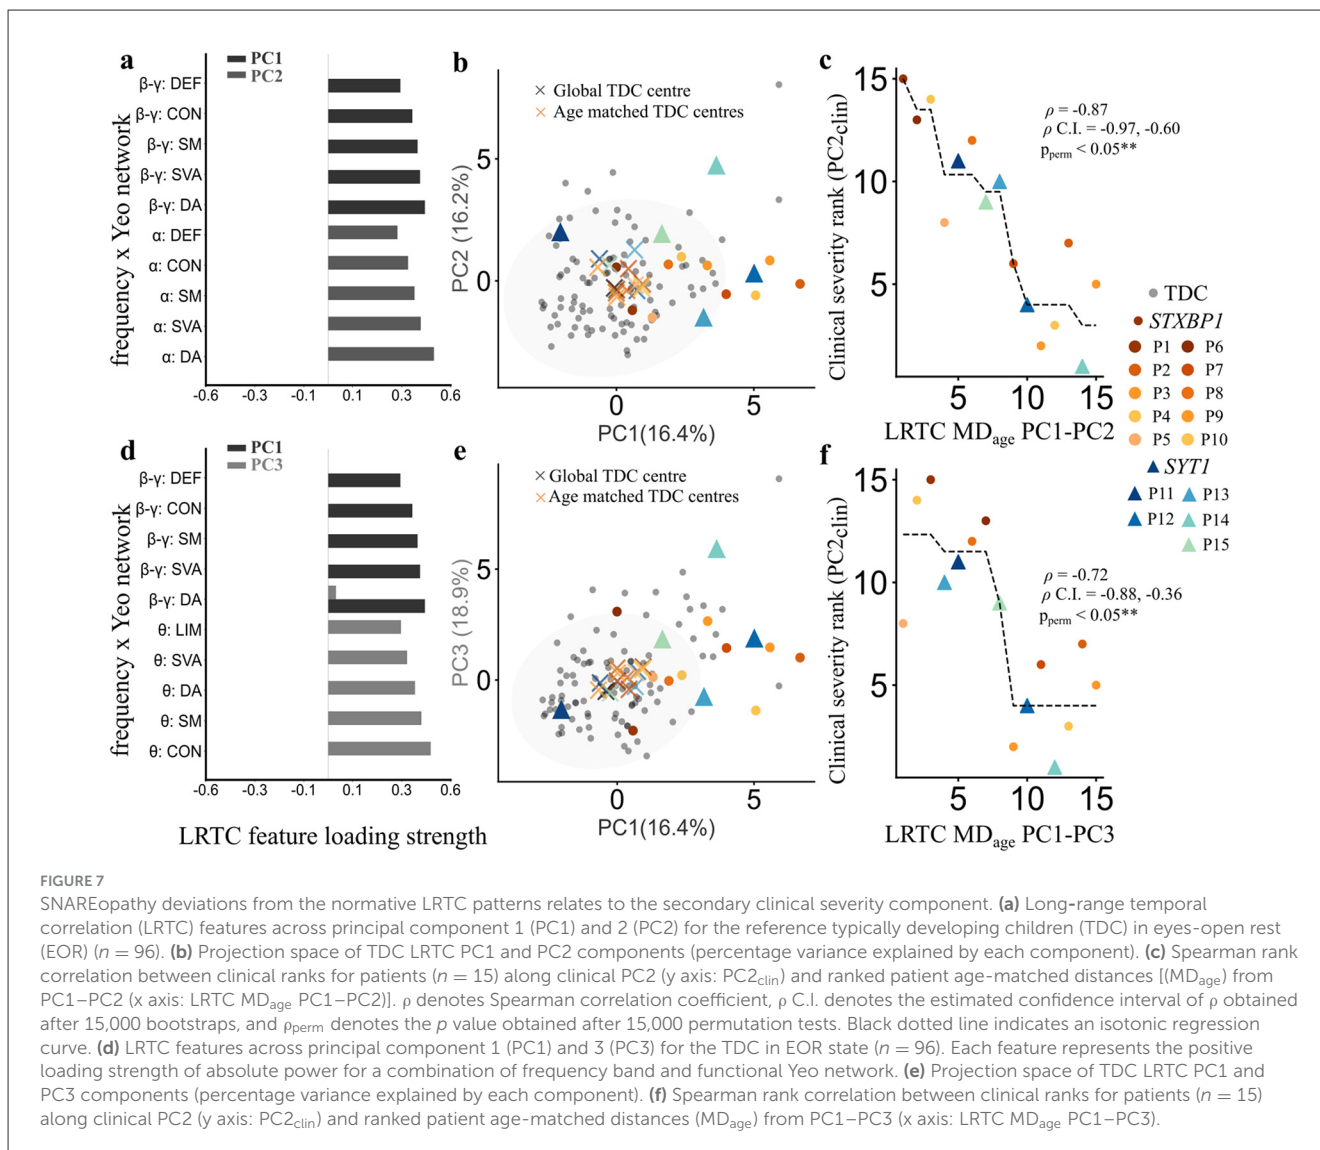 a
PC1
PC2
frequency x Yeo network
β-γ: DEF
β-γ: CON
β-γ: SM
β-γ: SVA
β-γ: DA
α: DEF
α: CON
α: SM
α: SVA
α: DA
-0.6 -0.3 -0.1 0.1 0.3 0.6
b
Global TDC centre
Age matched TDC centres
PC2 (16.2%)
5
0
0 5
PC1(16.4%)
c
Clinical severity rank (PC2clin)
15
10
5
ρ = -0.87
ρ C.I. = -0.97, -0.60
pperm < 0.05**
5 10 15
LRTC MDage PC1-PC2
TDC
STXBP1
P1 P6
P2 P7
P3 P8
P4 P9
P5 P10
SYT1
P11 P13
P12 P14
P15
d
PC1
PC3
frequency x Yeo network
β-γ: DEF
β-γ: CON
β-γ: SM
β-γ: SVA
β-γ: DA
θ: LIM
θ: SVA
θ: DA
θ: SM
θ: CON
-0.6 -0.3 -0.1 0.1 0.3 0.6
LRTC feature loading strength
e
Global TDC centre
Age matched TDC centres
PC3 (18.9%)
5
0
0 5
PC1(16.4%)
f
Clinical severity rank (PC2clin)
15
10
5
ρ = -0.72
ρ C.I. = -0.88, -0.36
pperm < 0.05**
5 10 15
LRTC MDage PC1-PC3
FIGURE 7
SNAREopathy deviations from the normative LRTC patterns relates to the secondary clinical severity component. (a) Long-range temporal
correlation (LRTC) features across principal component 1 (PC1) and 2 (PC2) for the reference typically developing children (TDC) in eyes-open rest
(EOR) (n = 96). (b) Projection space of TDC LRTC PC1 and PC2 components (percentage variance explained by each component). (c) Spearman rank
correlation between clinical ranks for patients (n = 15) along clinical PC2 (y axis: PC2clin) and ranked patient age-matched distances [(MDage) from
PC1–PC2 (x axis: LRTC MDage PC1–PC2)]. ρ denotes Spearman correlation coefficient, ρ C.I. denotes the estimated confidence interval of ρ obtained
after 15,000 bootstraps, and ρperm denotes the p value obtained after 15,000 permutation tests. Black dotted line indicates an isotonic regression
curve. (d) LRTC features across principal component 1 (PC1) and 3 (PC3) for the TDC in EOR state (n = 96). Each feature represents the positive
loading strength of absolute power for a combination of frequency band and functional Yeo network. (e) Projection space of TDC LRTC PC1 and
PC3 components (percentage variance explained by each component). (f) Spearman rank correlation between clinical ranks for patients (n = 15)
along clinical PC2 (y axis: PC2clin) and ranked patient age-matched distances (MDage) from PC1–PC3 (x axis: LRTC MDage PC1–PC3).